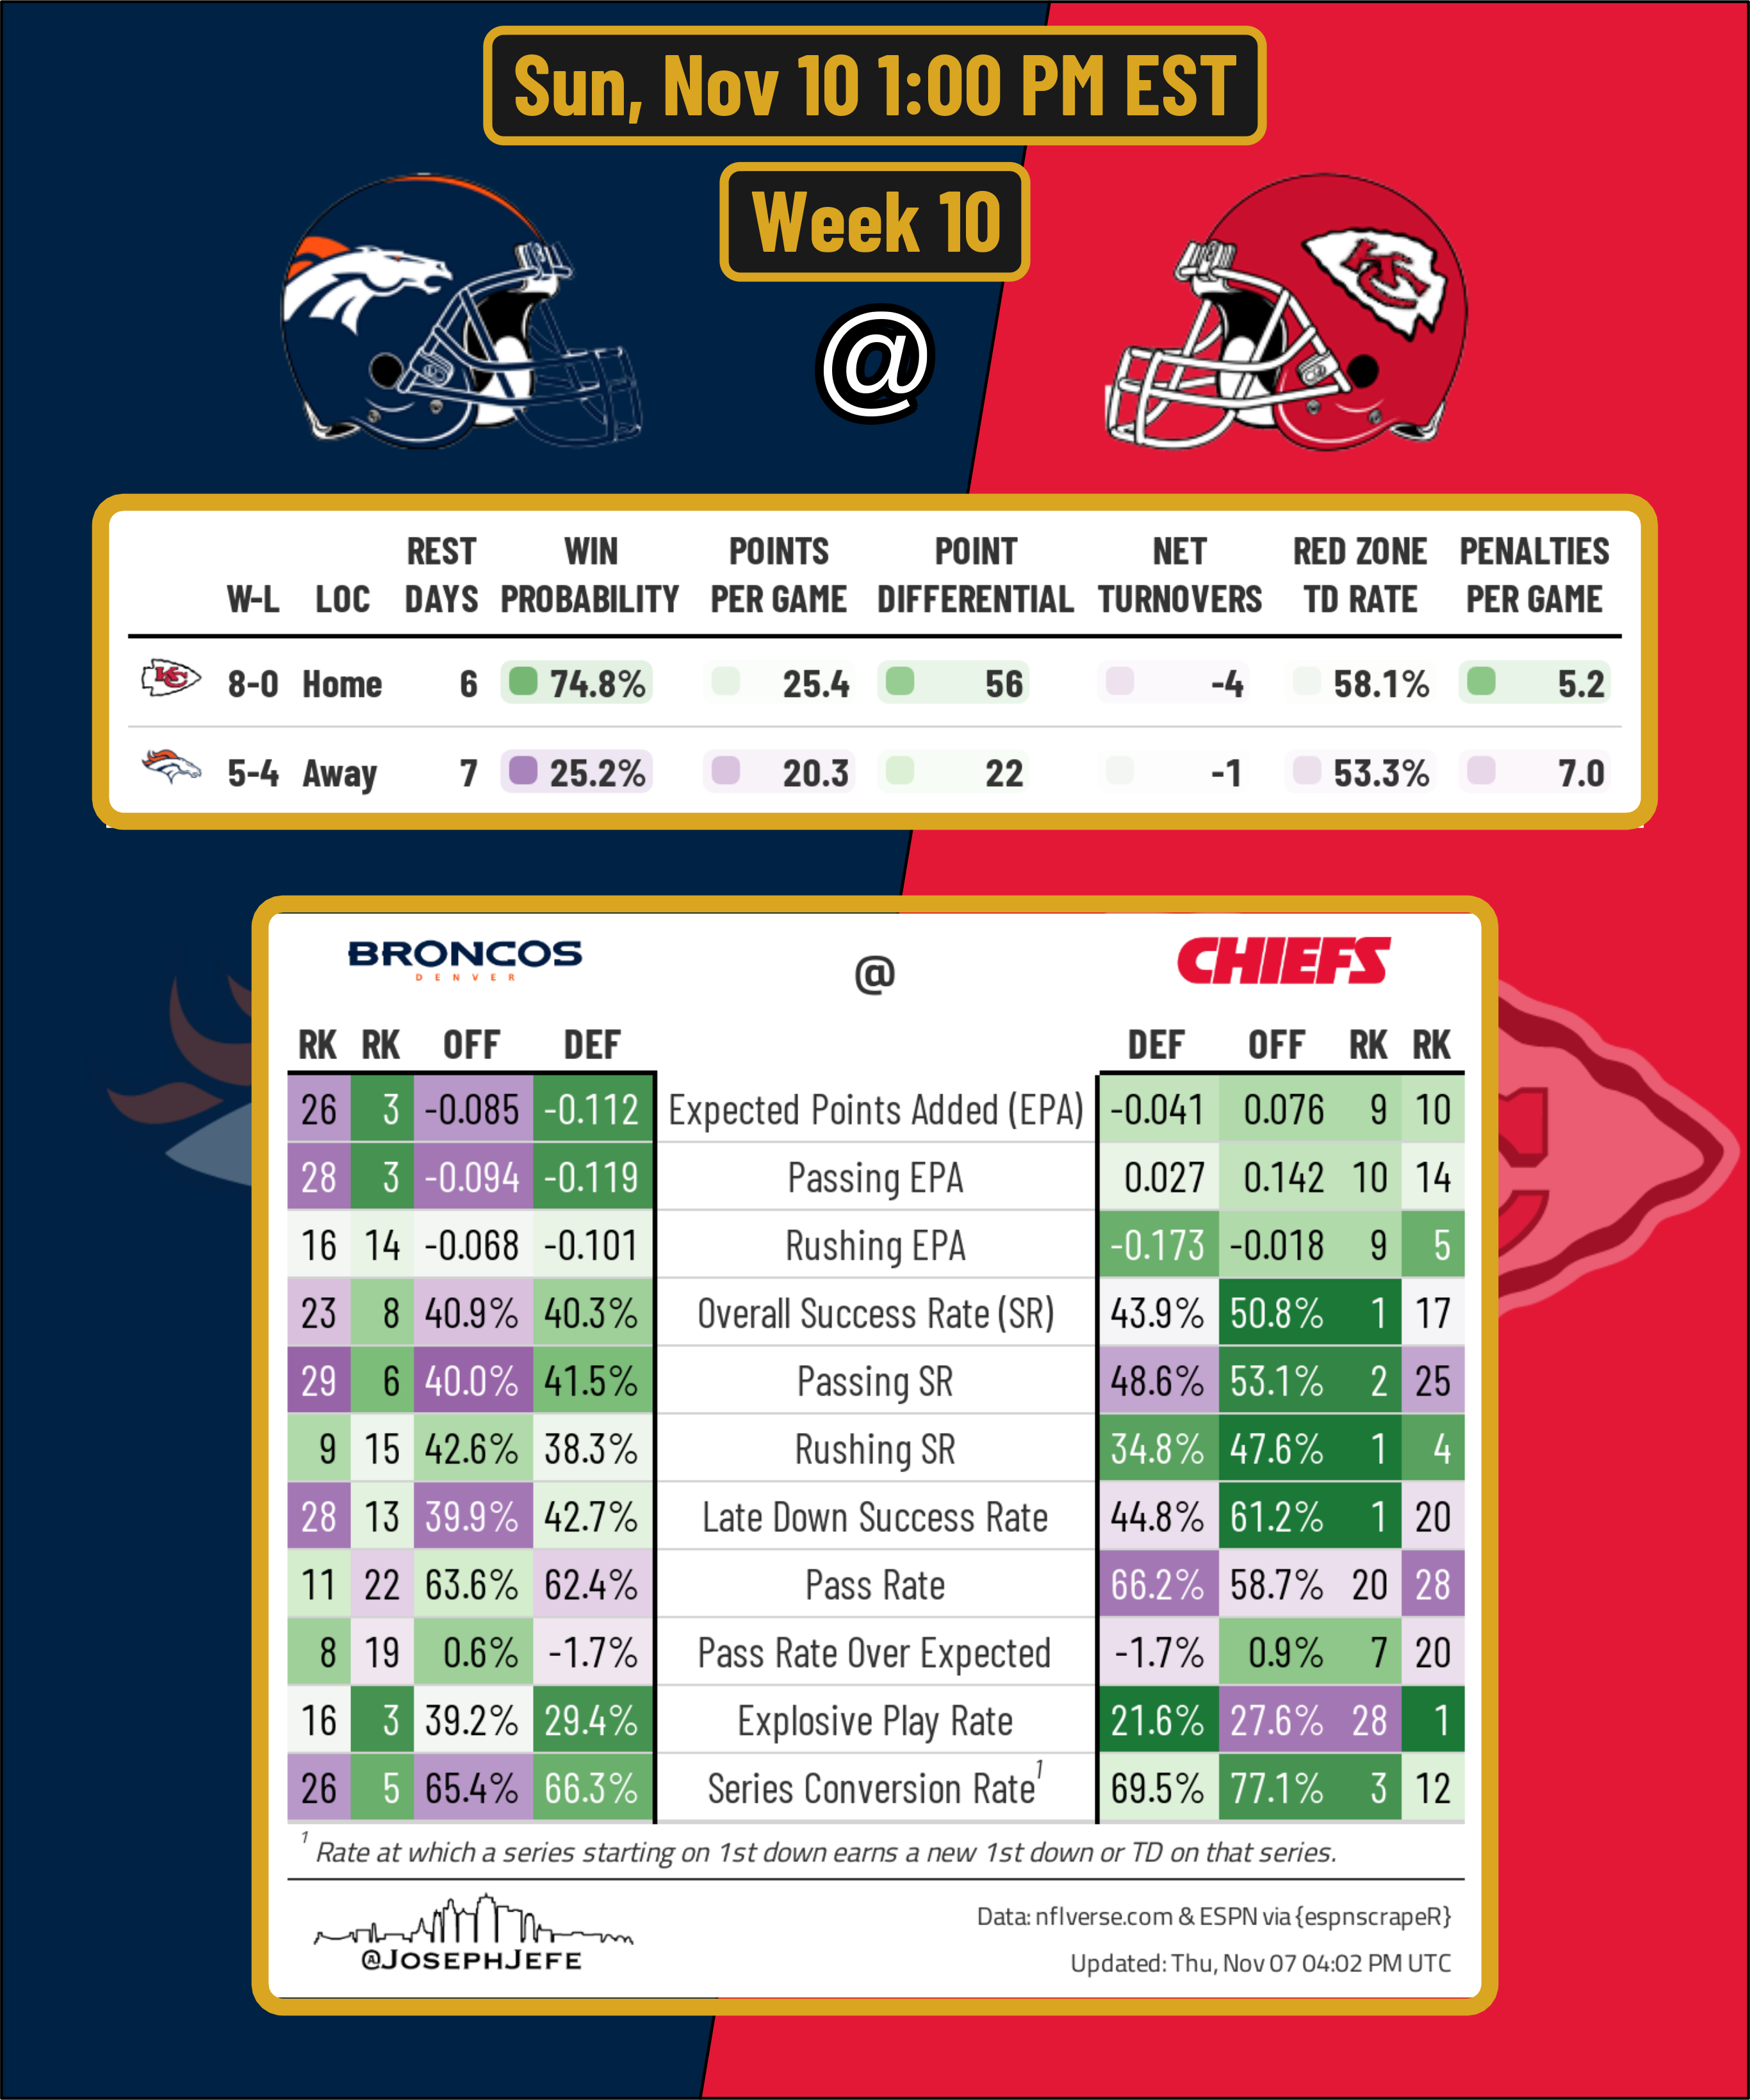 Sun, Nov 10 1:00 PM EST
Week 10
@
REST WIN POINTS POINT NET RED ZONE PENALTIES
W-L LOC DAYS PROBABILITY PER GAME DIFFERENTIAL TURNOVERS TD RATE PER GAME
KC 8-0 Home 6 74.8% 25.4 56 -4 58.1% 5.2
5-4 Away 7 25.2% 20.3 22 -1 53.3% 7.0
BRONCOS @ CHIEFS
DENVER
RK RK OFF DEF DEF OFF RK RK
26 3 -0.085 -0.112 Expected Points Added (EPA) -0.041 0.076 9 10
28 3 -0.094 -0.119 Passing EPA 0.027 0.142 10 14
16 14 -0.068 -0.101 Rushing EPA -0.173 -0.018 9 5
23 8 40.9% 40.3% Overall Success Rate (SR) 43.9% 50.8% 1 17
29 6 40.0% 41.5% Passing SR 48.6% 53.1% 2 25
9 15 42.6% 38.3% Rushing SR 34.8% 47.6% 1 4
28 13 39.9% 42.7% Late Down Success Rate 44.8% 61.2% 1 20
11 22 63.6% 62.4% Pass Rate 66.2% 58.7% 20 28
8 19 0.6% -1.7% Pass Rate Over Expected -1.7% 0.9% 7 20
16 3 39.2% 29.4% Explosive Play Rate 21.6% 27.6% 28 1
26 5 65.4% 66.3% Series Conversion Rate¹ 69.5% 77.1% 3 12
¹ Rate at which a series starting on 1st down earns a new 1st down or TD on that series.
@JOSEPHJEFE
Data: nflverse.com & ESPN via {espnscrapeR}
Updated: Thu, Nov 07 04:02 PM UTC